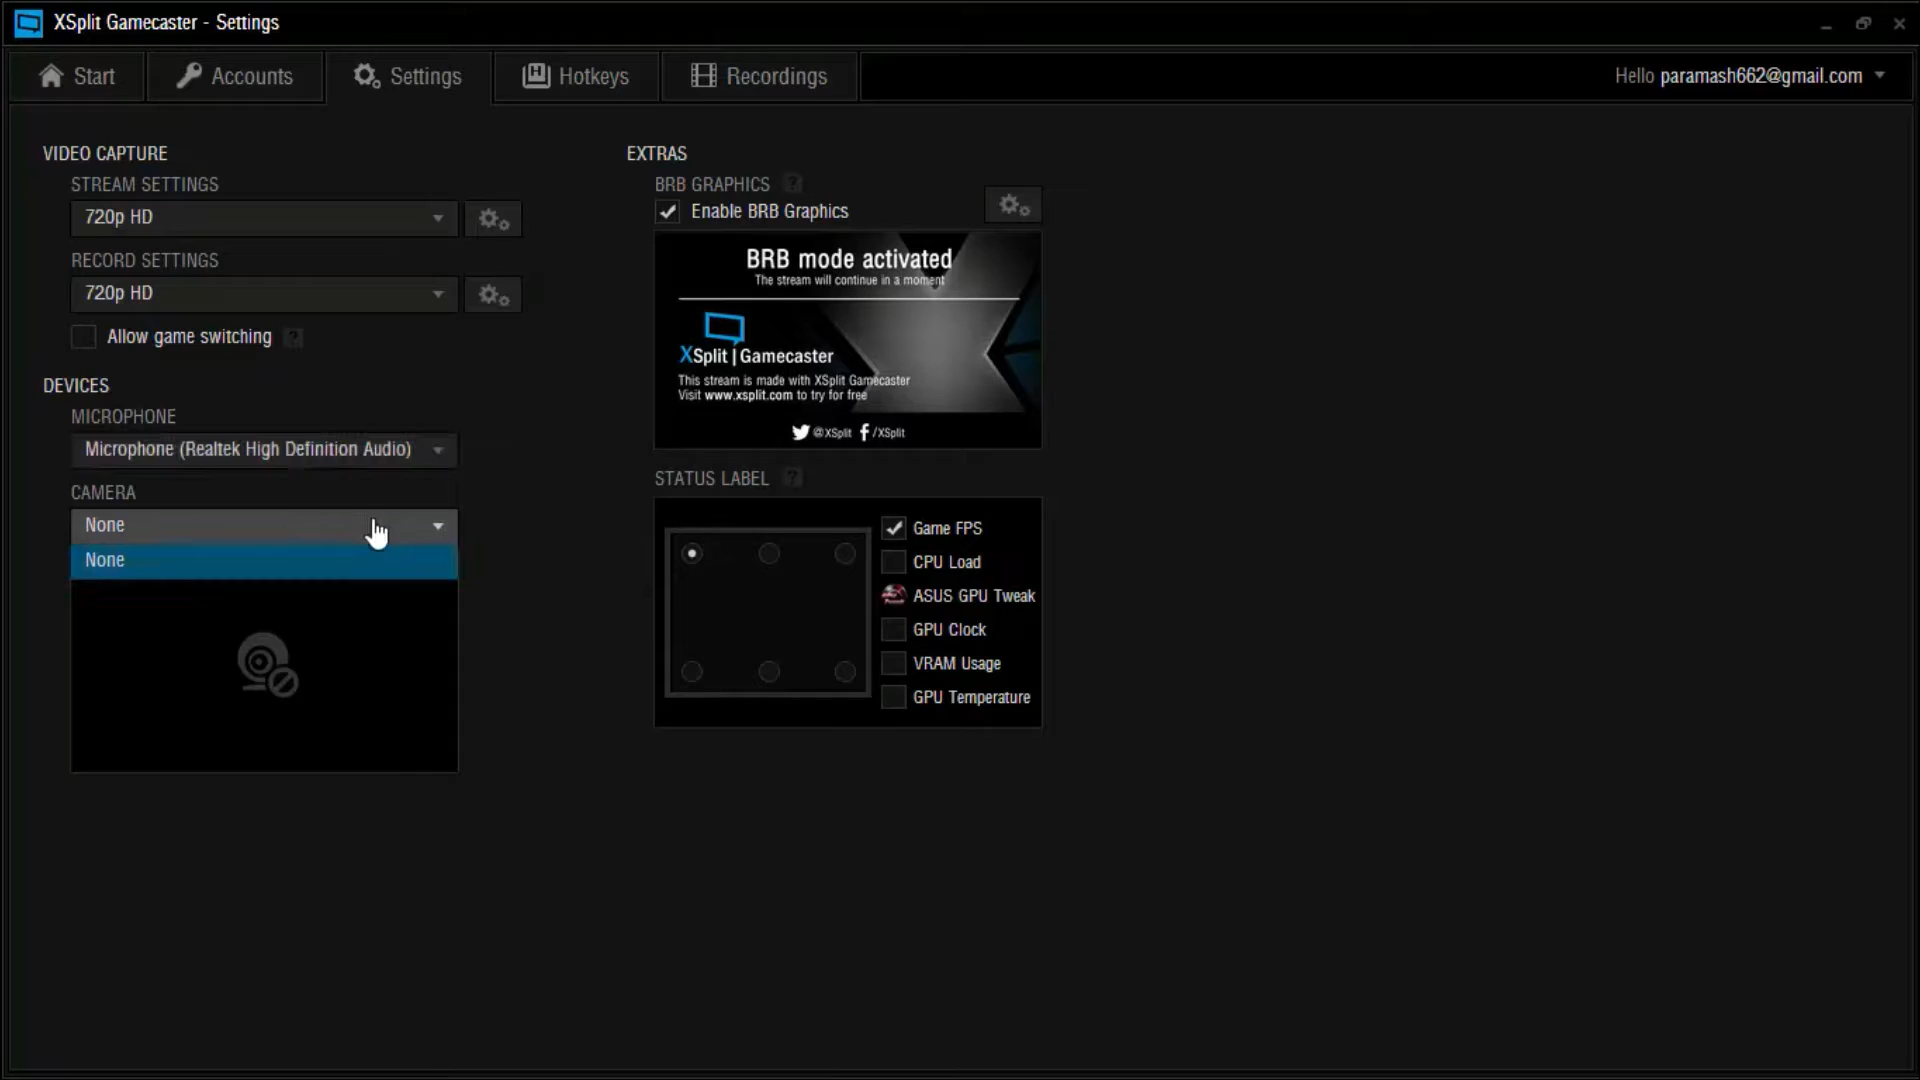 XSplit Gamecaster - Settings
Start
Accounts
Settings
Hotkeys
Recordings
Hello paramash662@gmail.com
VIDEO CAPTURE
STREAM SETTINGS
720p HD
RECORD SETTINGS
720p HD
Allow game switching ?
DEVICES
MICROPHONE
Microphone (Realtek High Definition Audio)
CAMERA
None
None
EXTRAS
BRB GRAPHICS ?
Enable BRB Graphics
BRB mode activated
The stream will continue in a moment
XSplit | Gamecaster
This stream is made with XSplit Gamecaster
Visit www.xsplit.com to try for free
@XSplit f /XSplit
STATUS LABEL ?
Game FPS
CPU Load
ASUS GPU Tweak
GPU Clock
VRAM Usage
GPU Temperature